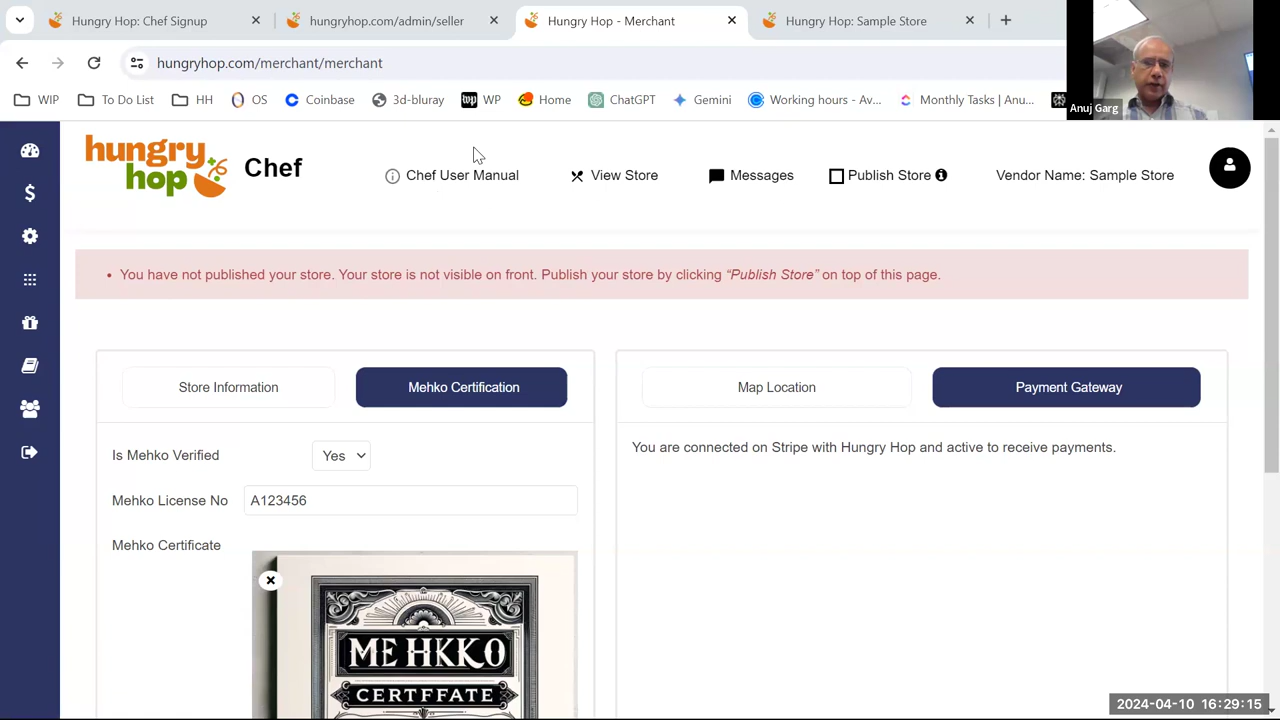 Hungry Hop: Chef Signup
hungryhop.com/admin/seller
Hungry Hop - Merchant
Hungry Hop: Sample Store
hungryhop.com/merchant/merchant
WIP
To Do List
HH
OS
Coinbase
3d-bluray
WP
Home
ChatGPT
Gemini
Working hours - Av...
Monthly Tasks | Anu...
Anuj Garg
hungry
hop
Chef
Chef User Manual
View Store
Messages
Publish Store
Vendor Name: Sample Store
• You have not published your store. Your store is not visible on front. Publish your store by clicking “Publish Store” on top of this page.
Store Information
Mehko Certification
Map Location
Payment Gateway
Is Mehko Verified
Yes
You are connected on Stripe with Hungry Hop and active to receive payments.
Mehko License No
A123456
Mehko Certificate
MEHKKO
CERTFFATE
2024-04-10 16:29:15